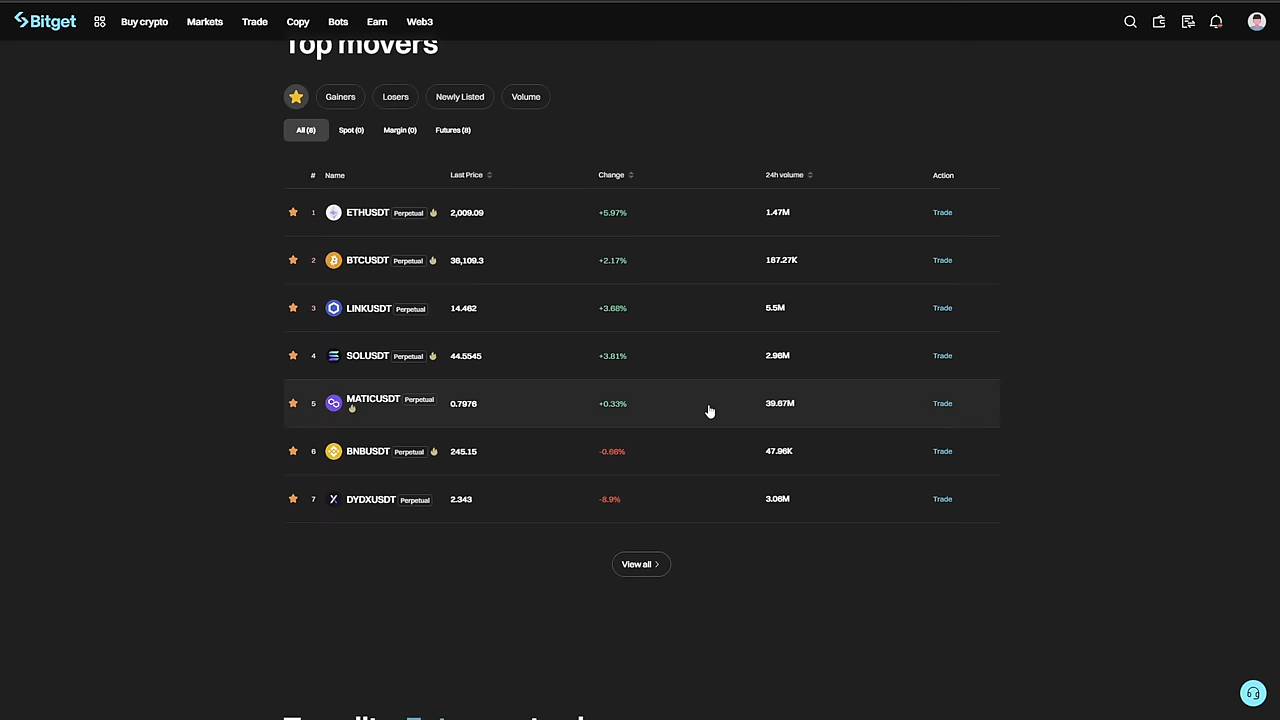 Bitget Buy crypto Markets Trade Copy Bots Earn Web3
Top movers
Gainers Losers Newly Listed Volume
All (8) Spot (0) Margin (0) Futures (8)
# Name Last Price Change 24h volume Action
1 ETHUSDT Perpetual 2,009.09 +5.97% 1.47M Trade
2 BTCUSDT Perpetual 36,109.3 +2.17% 187.27K Trade
3 LINKUSDT Perpetual 14.462 +3.68% 5.5M Trade
4 SOLUSDT Perpetual 44.5545 +3.81% 2.96M Trade
5 MATICUSDT Perpetual 0.7976 +0.33% 39.67M Trade
6 BNBUSDT Perpetual 245.15 -0.66% 47.96K Trade
7 DYDXUSDT Perpetual 2.343 -8.9% 3.06M Trade
View all >